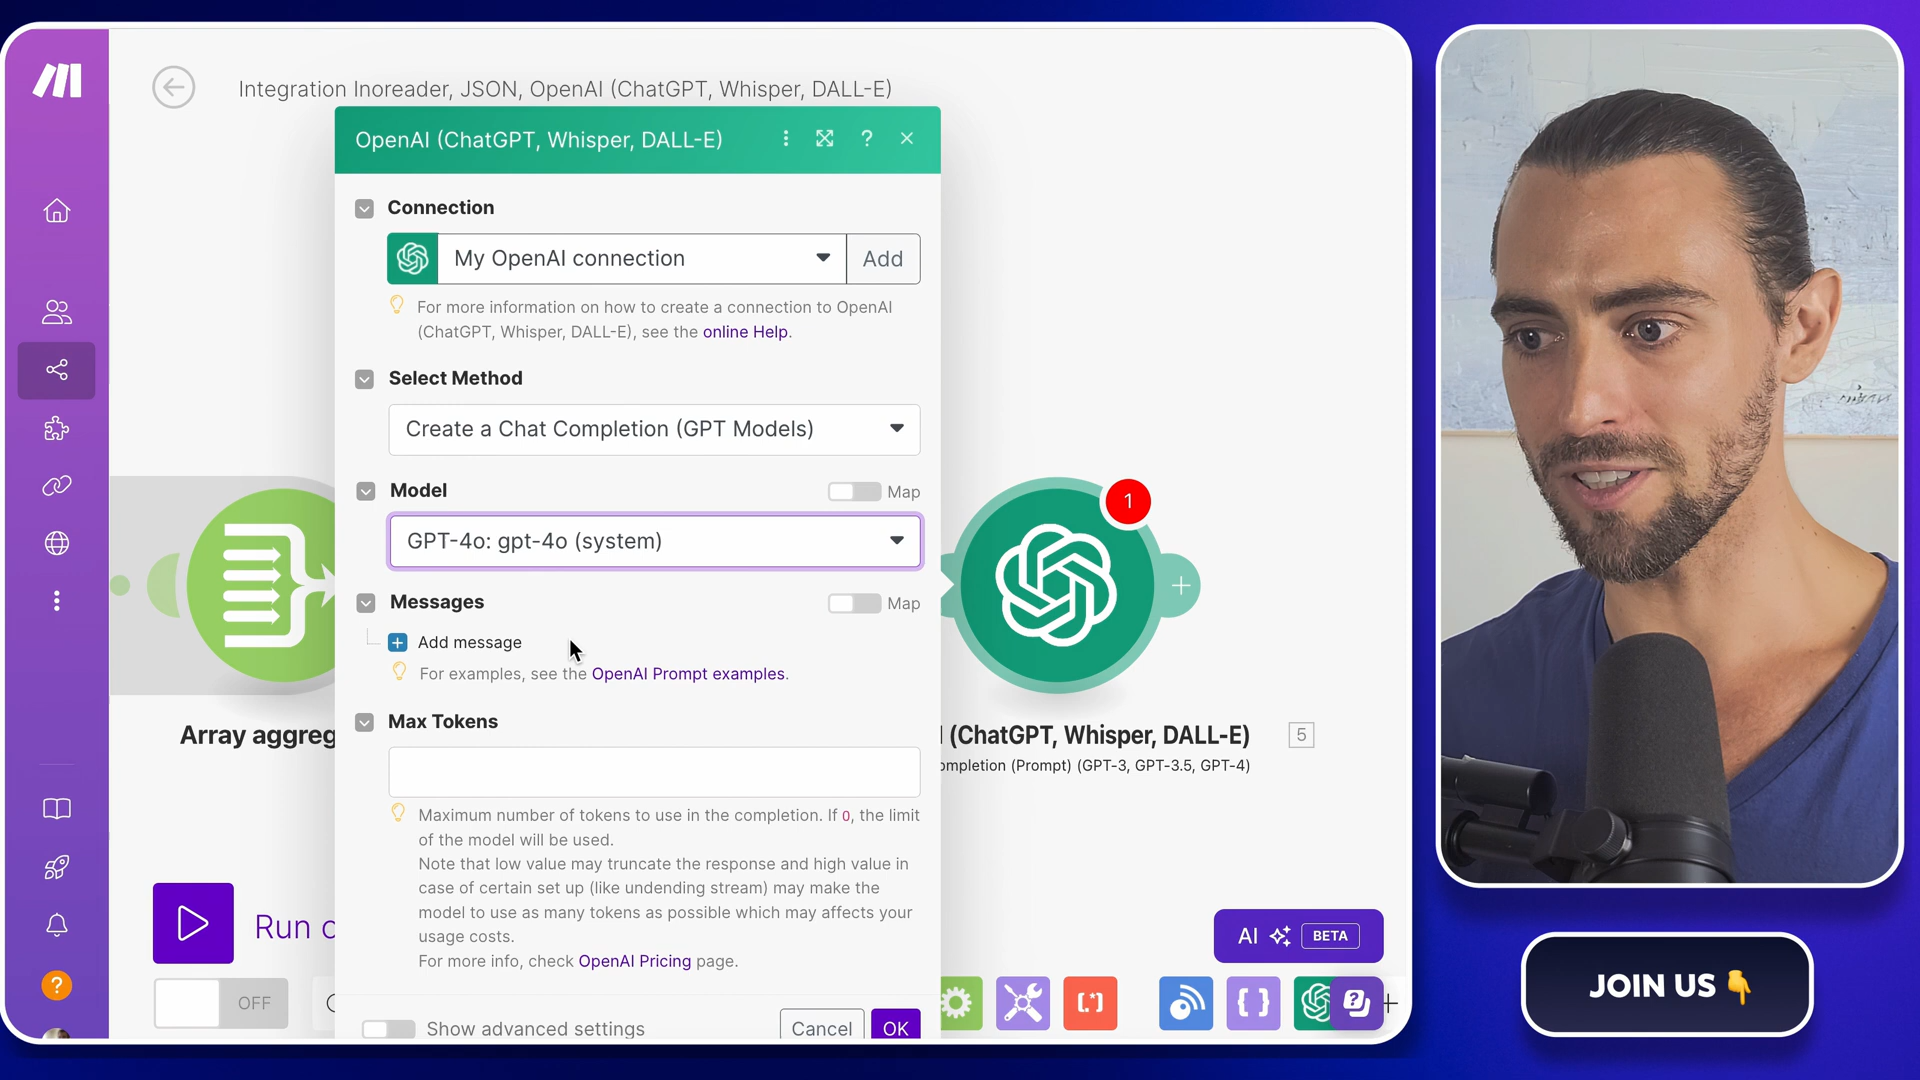 Integration Inoreader, JSON, OpenAI (ChatGPT, Whisper, DALL-E)
OpenAI (ChatGPT, Whisper, DALL-E)
?
Connection
My OpenAI connection
Add
For more information on how to create a connection to OpenAI
(ChatGPT, Whisper, DALL-E), see the online Help.
Select Method
Create a Chat Completion (GPT Models)
Model
Map
GPT-4o: gpt-4o (system)
Messages
Map
Add message
For examples, see the OpenAI Prompt examples.
Max Tokens
Maximum number of tokens to use in the completion. If 0, the limit
of the model will be used.
Note that low value may truncate the response and high value in
case of certain set up (like undending stream) may make the
model to use as many tokens as possible which may affects your
usage costs.
For more info, check OpenAI Pricing page.
Show advanced settings
Cancel
OK
1
Array aggreg
(ChatGPT, Whisper, DALL-E)
5
ompletion (Prompt) (GPT-3, GPT-3.5, GPT-4)
Run o
OFF
?
AI BETA
JOIN US 👇